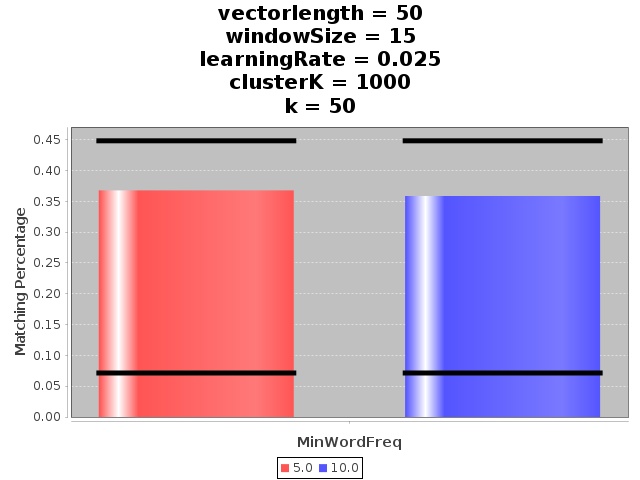 vectorlength = 50
windowSize = 15
learningRate = 0.025
clusterK = 1000
k = 50
Matching Percentage
0.45
0.40
0.35
0.30
0.25
0.20
0.15
0.10
0.05
0.00
MinWordFreq
5.0 10.0